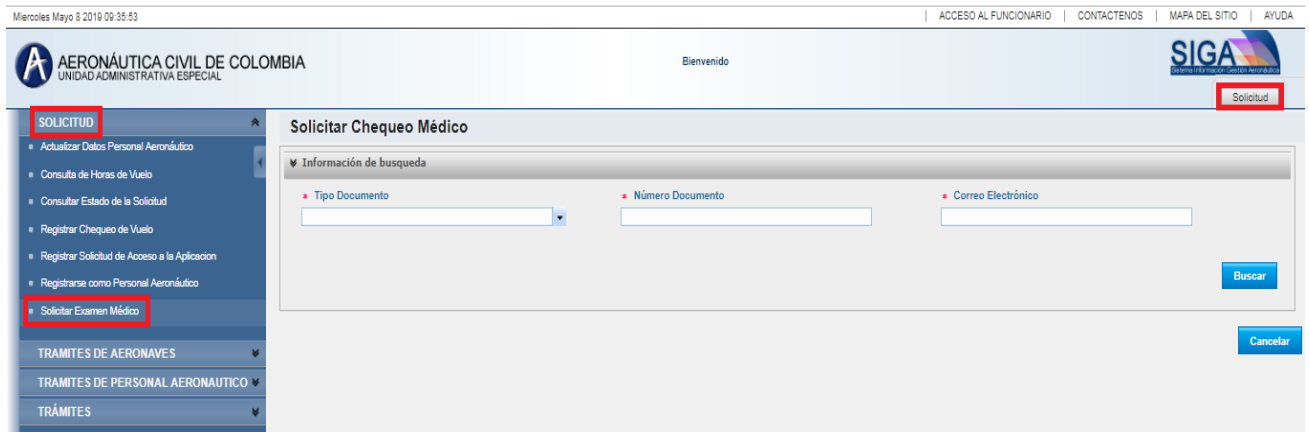 Miercoles Mayo 8 2019 09:35:53
| ACCESO AL FUNCIONARIO | CONTACTENOS | MAPA DEL SITIO | AYUDA
AERONÁUTICA CIVIL DE COLOMBIA
UNIDAD ADMINISTRATIVA ESPECIAL
Bienvenido
SIGA
Sistema Información Gestión Aeronáutica
Solicitud
SOLICITUD
Actualizar Datos Personal Aeronáutico
Consulta de Horas de Vuelo
Consultar Estado de la Solicitud
Registrar Chequeo de Vuelo
Registrar Solicitud de Acceso a la Aplicacion
Registrarse como Personal Aeronáutico
Solicitar Examen Médico
TRAMITES DE AERONAVES
TRAMITES DE PERSONAL AERONAUTICO
TRÁMITES
Solicitar Chequeo Médico
Información de busqueda
* Tipo Documento
* Número Documento
* Correo Electrónico
Buscar
Cancelar